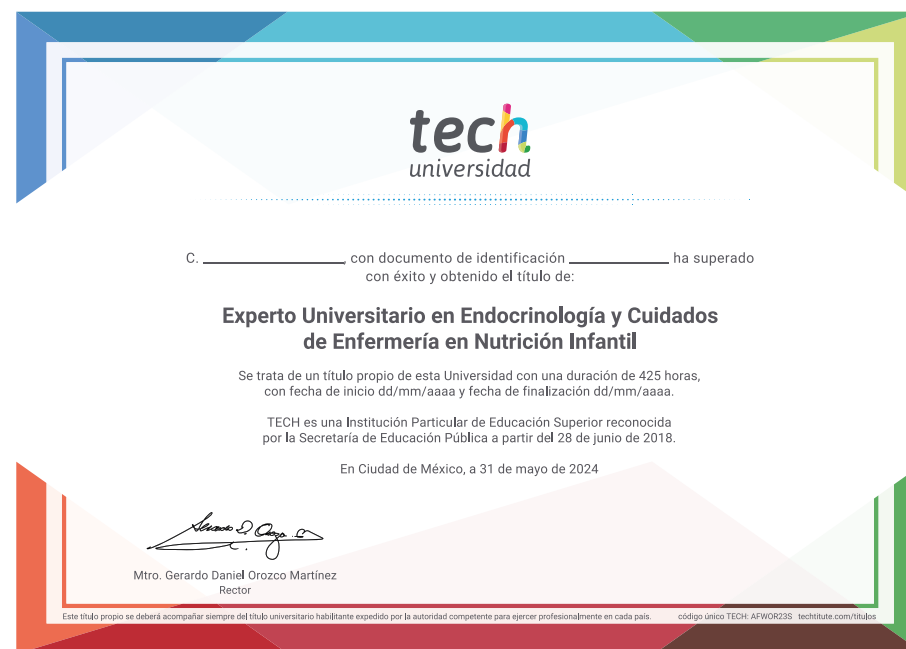 tech
universidad
C. ____________, con documento de identificación ____________ ha superado
con éxito y obtenido el título de:
Experto Universitario en Endocrinología y Cuidados
de Enfermería en Nutrición Infantil
Se trata de un título propio de esta Universidad con una duración de 425 horas,
con fecha de inicio dd/mm/aaaa y fecha de finalización dd/mm/aaaa.
TECH es una Institución Particular de Educación Superior reconocida
por la Secretaría de Educación Pública a partir del 28 de junio de 2018.
En Ciudad de México, a 31 de mayo de 2024
Mtro. Gerardo Daniel Orozco Martínez
Rector
Este título propio se deberá acompañar siempre del título universitario habilitante expedido por la autoridad competente para ejercer profesionalmente en cada país. código único TECH: AFWOR23S techtitute.com/titulos